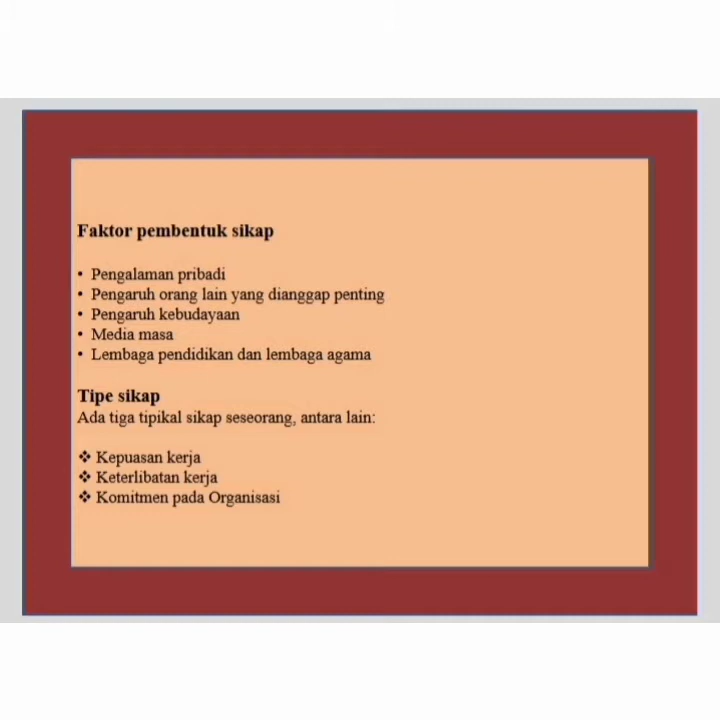 Faktor pembentuk sikap
• Pengalaman pribadi
• Pengaruh orang lain yang dianggap penting
• Pengaruh kebudayaan
• Media masa
• Lembaga pendidikan dan lembaga agama
Tipe sikap
Ada tiga tipikal sikap seseorang, antara lain:
❖ Kepuasan kerja
❖ Keterlibatan kerja
❖ Komitmen pada Organisasi